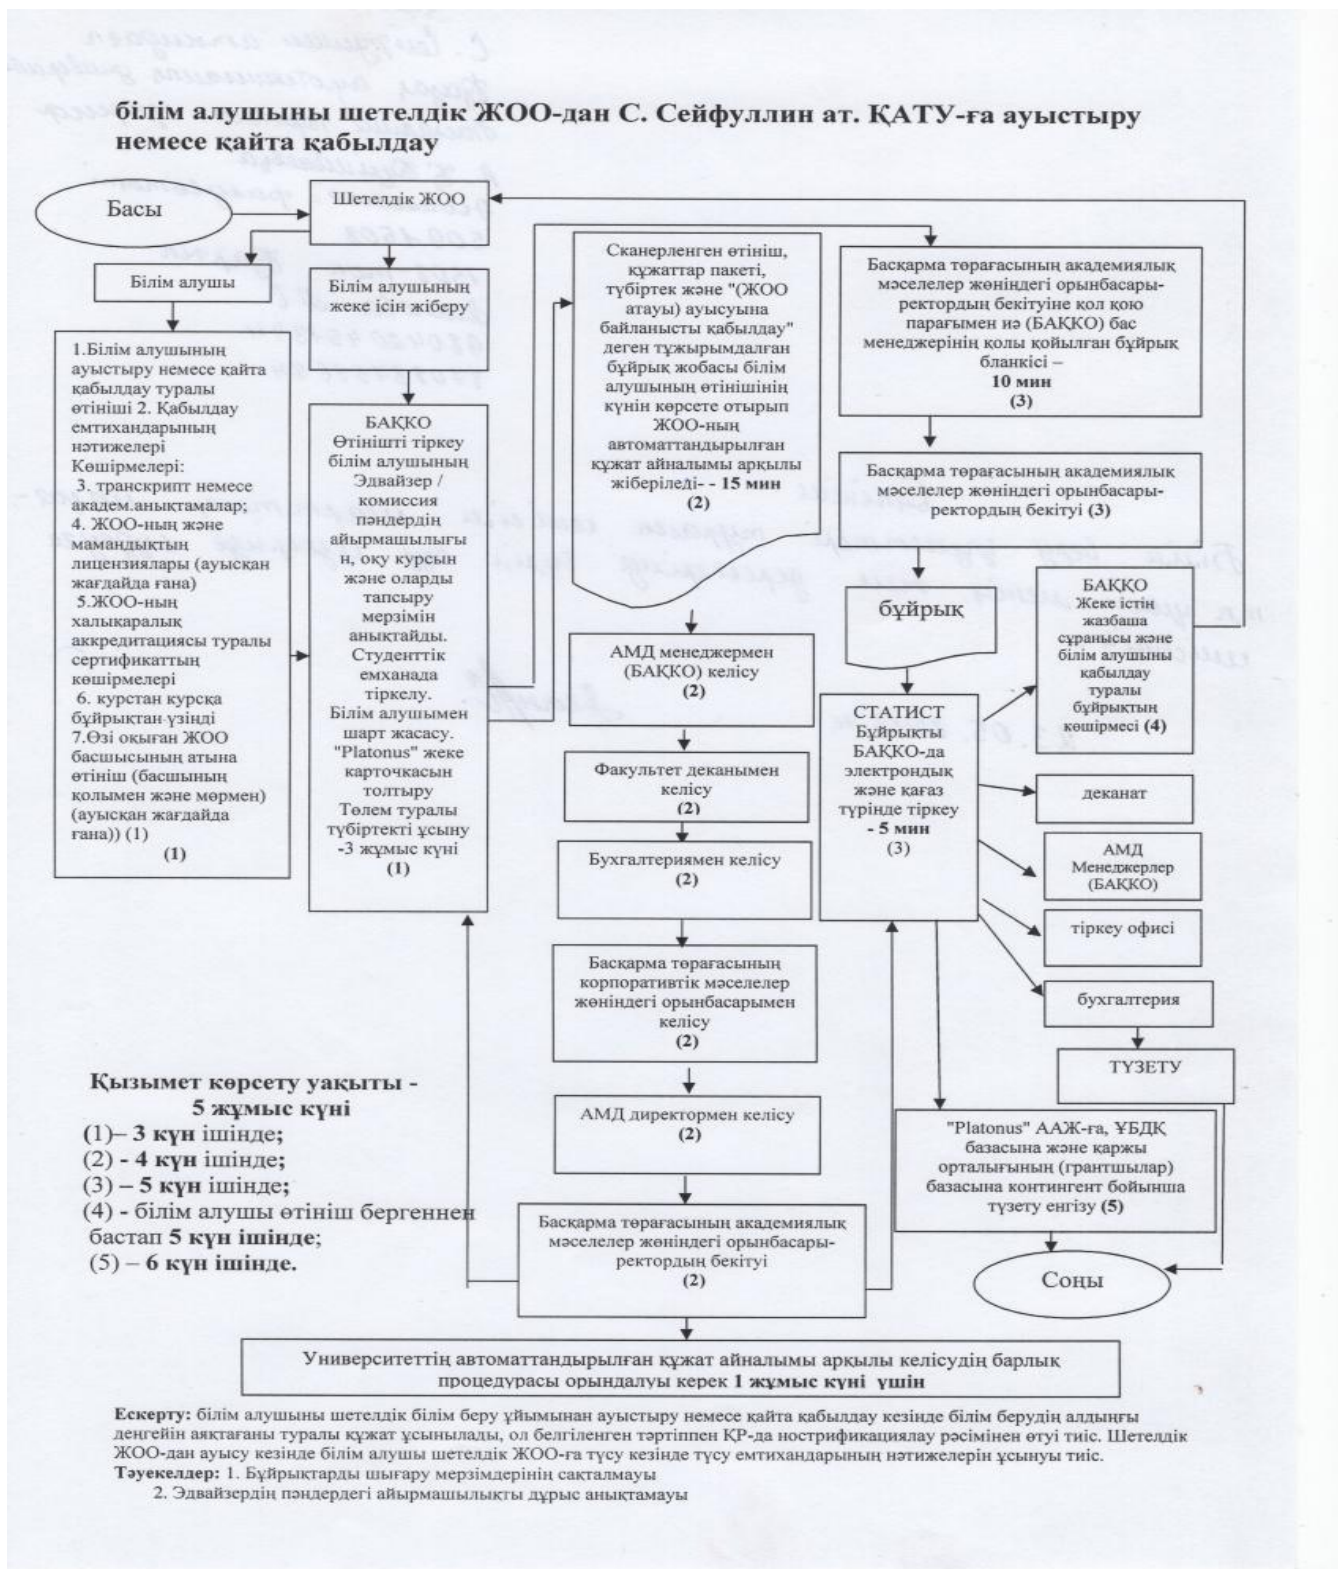 білім алушыны шетелдік ЖОО-дан С. Сейфуллин ат. ҚАТУ-ға ауыстыру
немесе қайта қабылдау
Басы
Шетелдік ЖОО
Білім алушы
Білім алушының
жеке ісін жіберу
1.Білім алушының
ауыстыру немесе қайта
қабылдау туралы
өтініші 2. Қабылдау
емтихандарының
нәтижелері
Көшірмелері:
3. транскрипт немесе
академ.анықтамалар;
4. ЖОО-ның және
мамандықтың
лицензиялары (ауысқан
жағдайда ғана)
5.ЖОО-ның
халықаралық
аккредитациясы туралы
сертификаттың
көшірмелері
6. курстан курсқа
бұйрықтан үзінді
7.Өзі оқыған ЖОО
басшысының атына
өтініш (басшының
қолымен және мөрмен)
(ауысқан жағдайда
ғана)) (1)
(1)
БАҚКО
Өтінішті тіркеу
білім алушының
Эдвайзер /
комиссия
пәндердің
айырмашылығы
н, оқу курсын
және оларды
тапсыру
мерзімін
анықтайды.
Студенттік
емханада
тіркелу.
Білім алушымен
шарт жасасу.
"Platonus" жеке
карточкасын
толтыру
Төлем туралы
түбіртекті ұсыну
-3 жұмыс күні
(1)
Сканерленген өтініш,
құжаттар пакеті,
түбіртек және "(ЖОО
атауы) ауысуына
байланысты қабылдау"
деген тұжырымдалған
бұйрық жобасы білім
алушының өтінішінің
күнін көрсете отырып
ЖОО-ның
автоматтандырылған
құжат айналымы арқылы
жіберіледі- - 15 мин
(2)
АМД менеджермен
(БАҚКО) келісу
(2)
Факультет деканымен
келісу
(2)
Бухгалтериямен келісу
(2)
Басқарма төрағасының
корпоративтік мәселелер
жөніндегі орынбасарымен
келісу
(2)
АМД директормен келісу
(2)
Басқарма төрағасының академиялық
мәселелер жөніндегі орынбасары-
ректордың бекітуі
(2)
Басқарма төрағасының академиялық
мәселелер жөніндегі орынбасары-
ректордың бекітуіне қол қою
парағымен иә (БАҚКО) бас
менеджерінің қолы қойылған бұйрық
бланкісі –
10 мин
(3)
Басқарма төрағасының академиялық
мәселелер жөніндегі орынбасары-
ректордың бекітуі (3)
бұйрық
СТАТИСТ
Бұйрықты
БАҚКО-да
электрондық
және қағаз
түрінде тіркеу
- 5 мин
(3)
БАҚКО
Жеке істің
жазбаша
сұранысы және
білім алушыны
қабылдау
туралы
бұйрықтың
көшірмесі (4)
деканат
АМД
Менеджерлер
(БАҚКО)
тіркеу офисі
бухгалтерия
ТҮЗЕТУ
"Platonus" ААЖ-ға, ҰБДҚ
базасына және қаржы
орталығының (грантшылар)
базасына контингент бойынша
түзету енгізу (5)
Соңы
Қызымет көрсету уақыты -
5 жұмыс күні
(1)– 3 күн ішінде;
(2) - 4 күн ішінде;
(3) – 5 күн ішінде;
(4) - білім алушы өтініш бергеннен
бастап 5 күн ішінде;
(5) – 6 күн ішінде.
Университеттің автоматтандырылған құжат айналымы арқылы келісудің барлық
процедурасы орындалуы керек 1 жұмыс күні үшін
Ескерту: білім алушыны шетелдік білім беру ұйымынан ауыстыру немесе қайта қабылдау кезінде білім берудің алдыңғы
деңгейін аяқтағаны туралы құжат ұсынылады, ол белгіленген тәртіппен ҚР-да нострификациялау рәсімінен өтуі тиіс. Шетелдік
ЖОО-дан ауысу кезінде білім алушы шетелдік ЖОО-ға түсу кезінде түсу емтихандарының нәтижелерін ұсынуы тиіс.
Тәуекелдер: 1. Бұйрықтарды шығару мерзімдерінің сақталмауы
2. Эдвайзердің пәндердегі айырмашылықты дұрыс анықтамауы